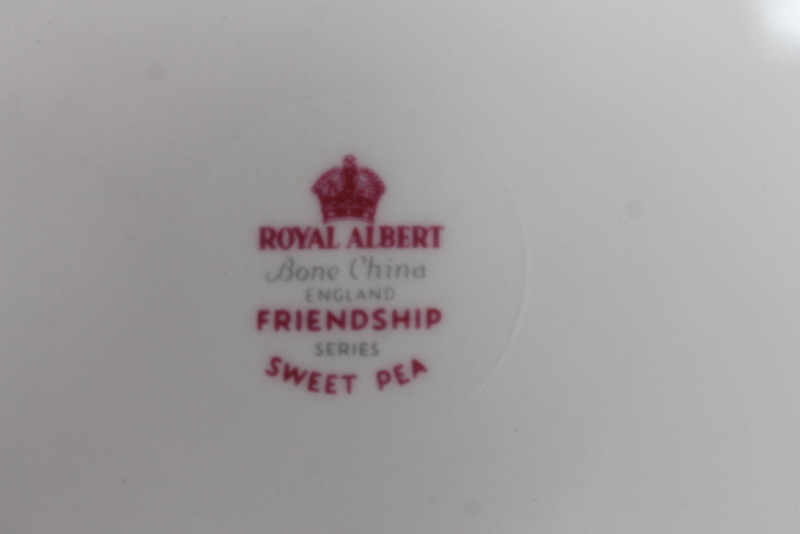 ROYAL ALBERT
Bone China
ENGLAND
FRIENDSHIP
SERIES
SWEET PEA